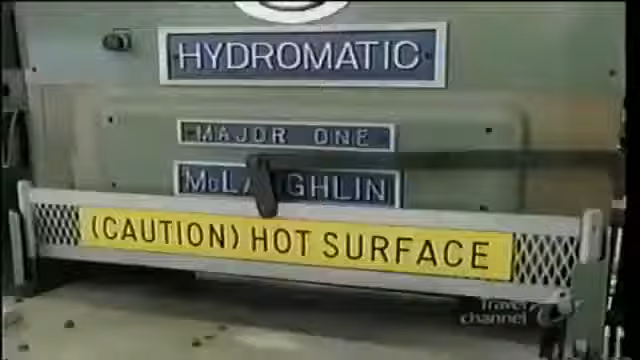 HYDROMATIC
MAJOR ONE
McLAUGHLIN
(CAUTION) HOT SURFACE
Travel
channel